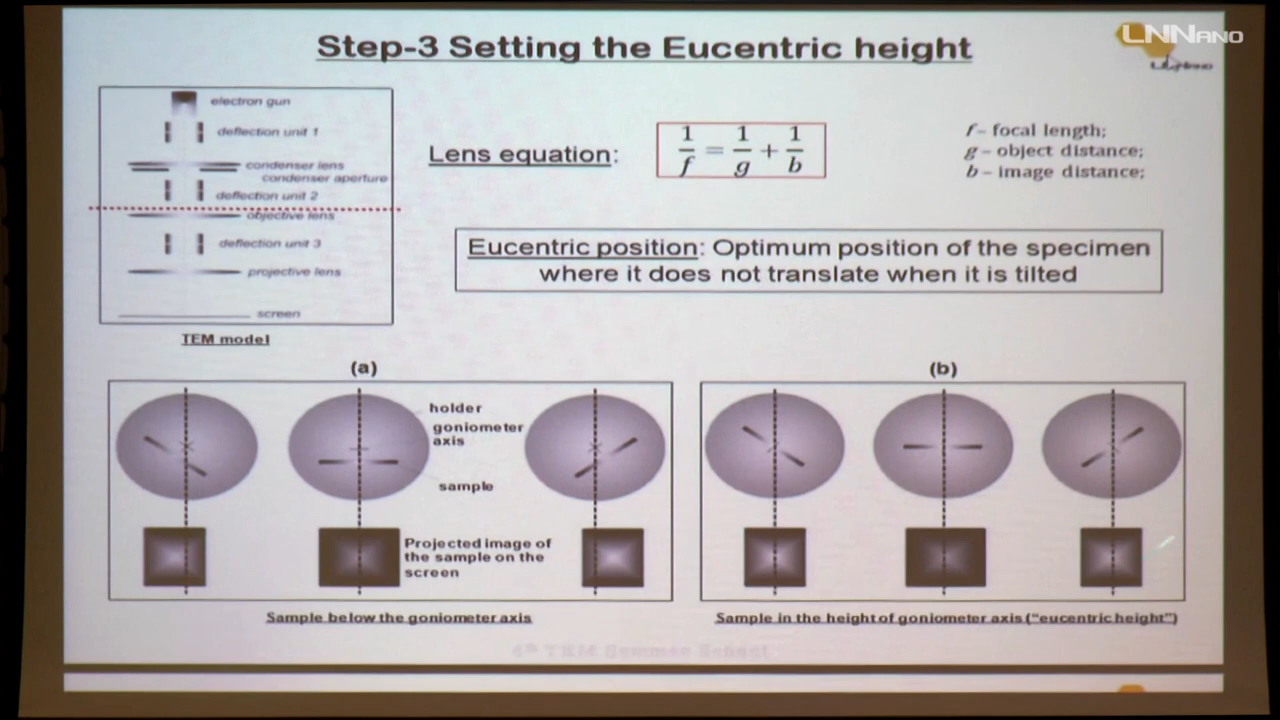 Step-3 Setting the Eucentric height
LNNANO
electron gun
deflection unit 1
condenser lens
condenser aperture
deflection unit 2
objective lens
deflection unit 3
projective lens
screen
TEM model
Lens equation:
1/f = 1/g + 1/b
f – focal length;
g – object distance;
b – image distance;
Eucentric position: Optimum position of the specimen
where it does not translate when it is tilted
(a)
holder
goniometer
axis
sample
Projected image of
the sample on the
screen
Sample below the goniometer axis
(b)
Sample in the height of goniometer axis ("eucentric height")
4th TEM Summer School